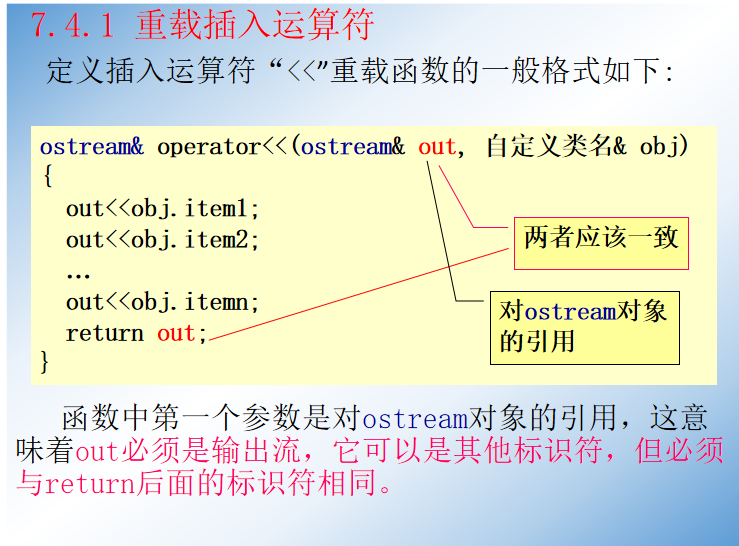 7.4.1 重载插入运算符
定义插入运算符“<<”重载函数的一般格式如下:
ostream& operator<<(ostream& out, 自定义类名& obj)
{
out<<obj.item1;
out<<obj.item2;
…
out<<obj.itemn;
return out;
}
两者应该一致
对ostream对象
的引用
函数中第一个参数是对ostream对象的引用，这意
味着out必须是输出流，它可以是其他标识符，但必须
与return后面的标识符相同。